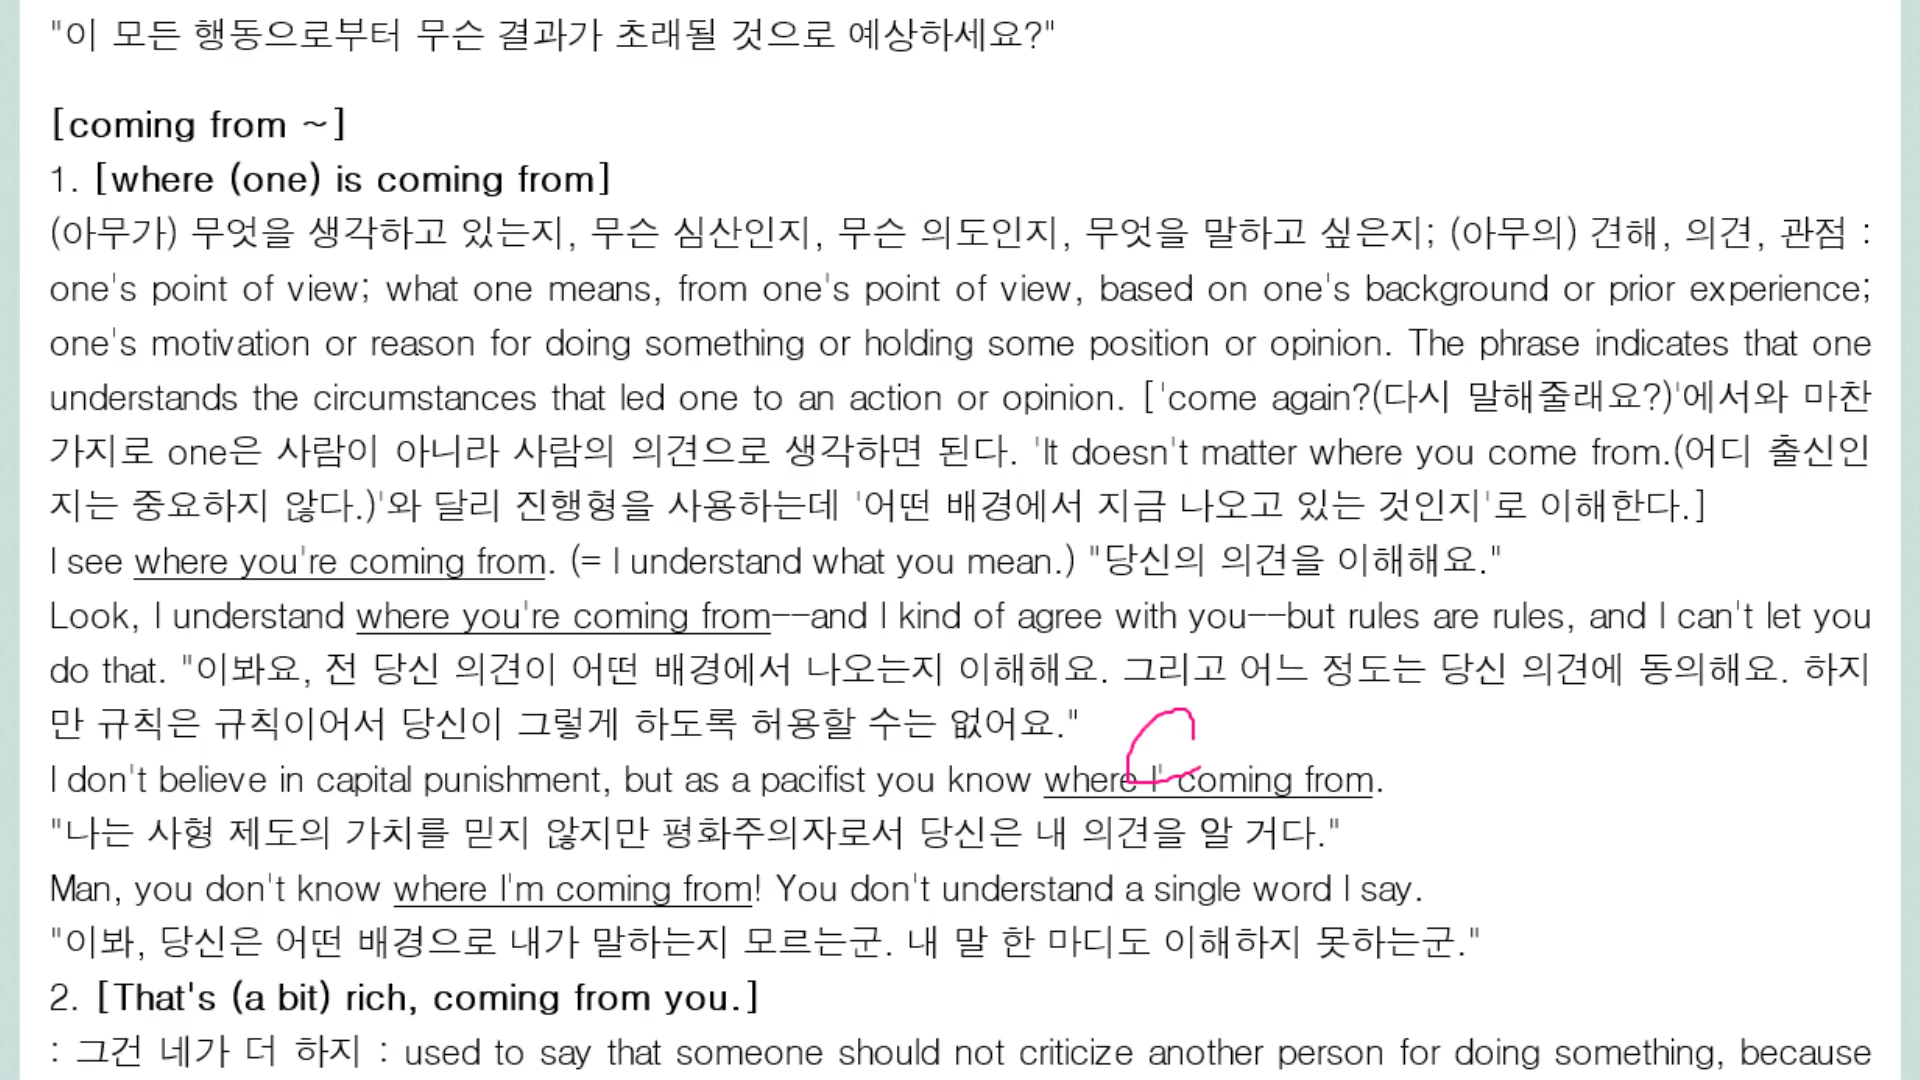 "이 모든 행동으로부터 무슨 결과가 초래될 것으로 예상하세요?"
[coming from ~]
1. [where (one) is coming from]
(아무가) 무엇을 생각하고 있는지, 무슨 심산인지, 무슨 의도인지, 무엇을 말하고 싶은지; (아무의) 견해, 의견, 관점 :
one's point of view; what one means, from one's point of view, based on one's background or prior experience;
one's motivation or reason for doing something or holding some position or opinion. The phrase indicates that one
understands the circumstances that led one to an action or opinion. ['come again?(다시 말해줄래요?)'에서와 마찬
가지로 one은 사람이 아니라 사람의 의견으로 생각하면 된다. 'It doesn't matter where you come from.(어디 출신인
지는 중요하지 않다.)'와 달리 진행형을 사용하는데 '어떤 배경에서 지금 나오고 있는 것인지'로 이해한다.]
I see where you're coming from. (= I understand what you mean.) "당신의 의견을 이해해요."
Look, I understand where you're coming from--and I kind of agree with you--but rules are rules, and I can't let you
do that. "이봐요, 전 당신 의견이 어떤 배경에서 나오는지 이해해요. 그리고 어느 정도는 당신 의견에 동의해요. 하지
만 규칙은 규칙이어서 당신이 그렇게 하도록 허용할 수는 없어요."
I don't believe in capital punishment, but as a pacifist you know where I' coming from.
"나는 사형 제도의 가치를 믿지 않지만 평화주의자로서 당신은 내 의견을 알 거다."
Man, you don't know where I'm coming from! You don't understand a single word I say.
"이봐, 당신은 어떤 배경으로 내가 말하는지 모르는군. 내 말 한 마디도 이해하지 못하는군."
2. [That's (a bit) rich, coming from you.]
: 그건 네가 더 하지 : used to say that someone should not criticize another person for doing something, because